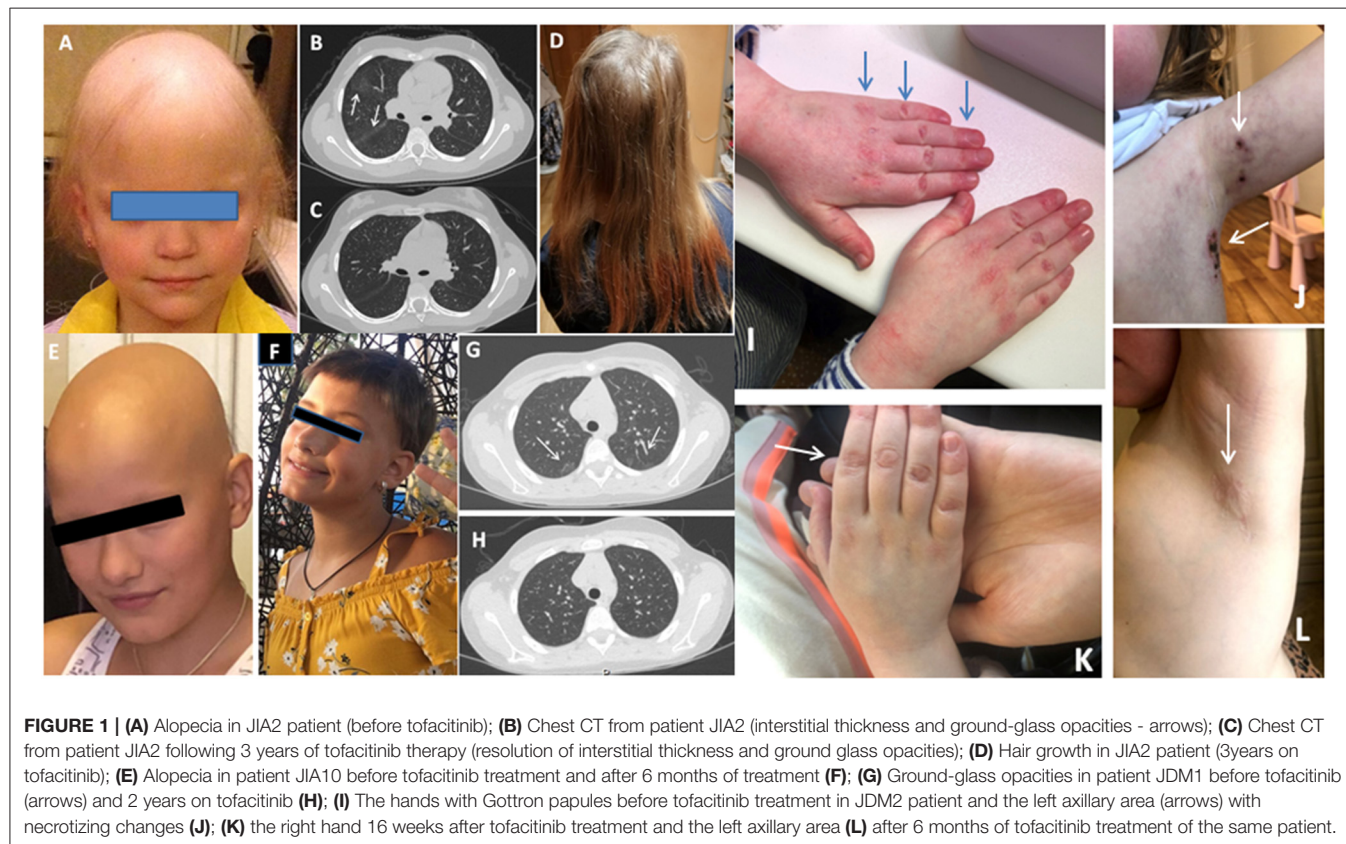 A
B
D
C
I
J
E
F
G
H
K
L
FIGURE 1 | (A) Alopecia in JIA2 patient (before tofacitinib); (B) Chest CT from patient JIA2 (interstitial thickness and ground-glass opacities - arrows); (C) Chest CT
from patient JIA2 following 3 years of tofacitinib therapy (resolution of interstitial thickness and ground glass opacities); (D) Hair growth in JIA2 patient (3years on
tofacitinib); (E) Alopecia in patient JIA10 before tofacitinib treatment and after 6 months of treatment (F); (G) Ground-glass opacities in patient JDM1 before tofacitinib
(arrows) and 2 years on tofacitinib (H); (I) The hands with Gottron papules before tofacitinib treatment in JDM2 patient and the left axillary area (arrows) with
necrotizing changes (J); (K) the right hand 16 weeks after tofacitinib treatment and the left axillary area (L) after 6 months of tofacitinib treatment of the same patient.